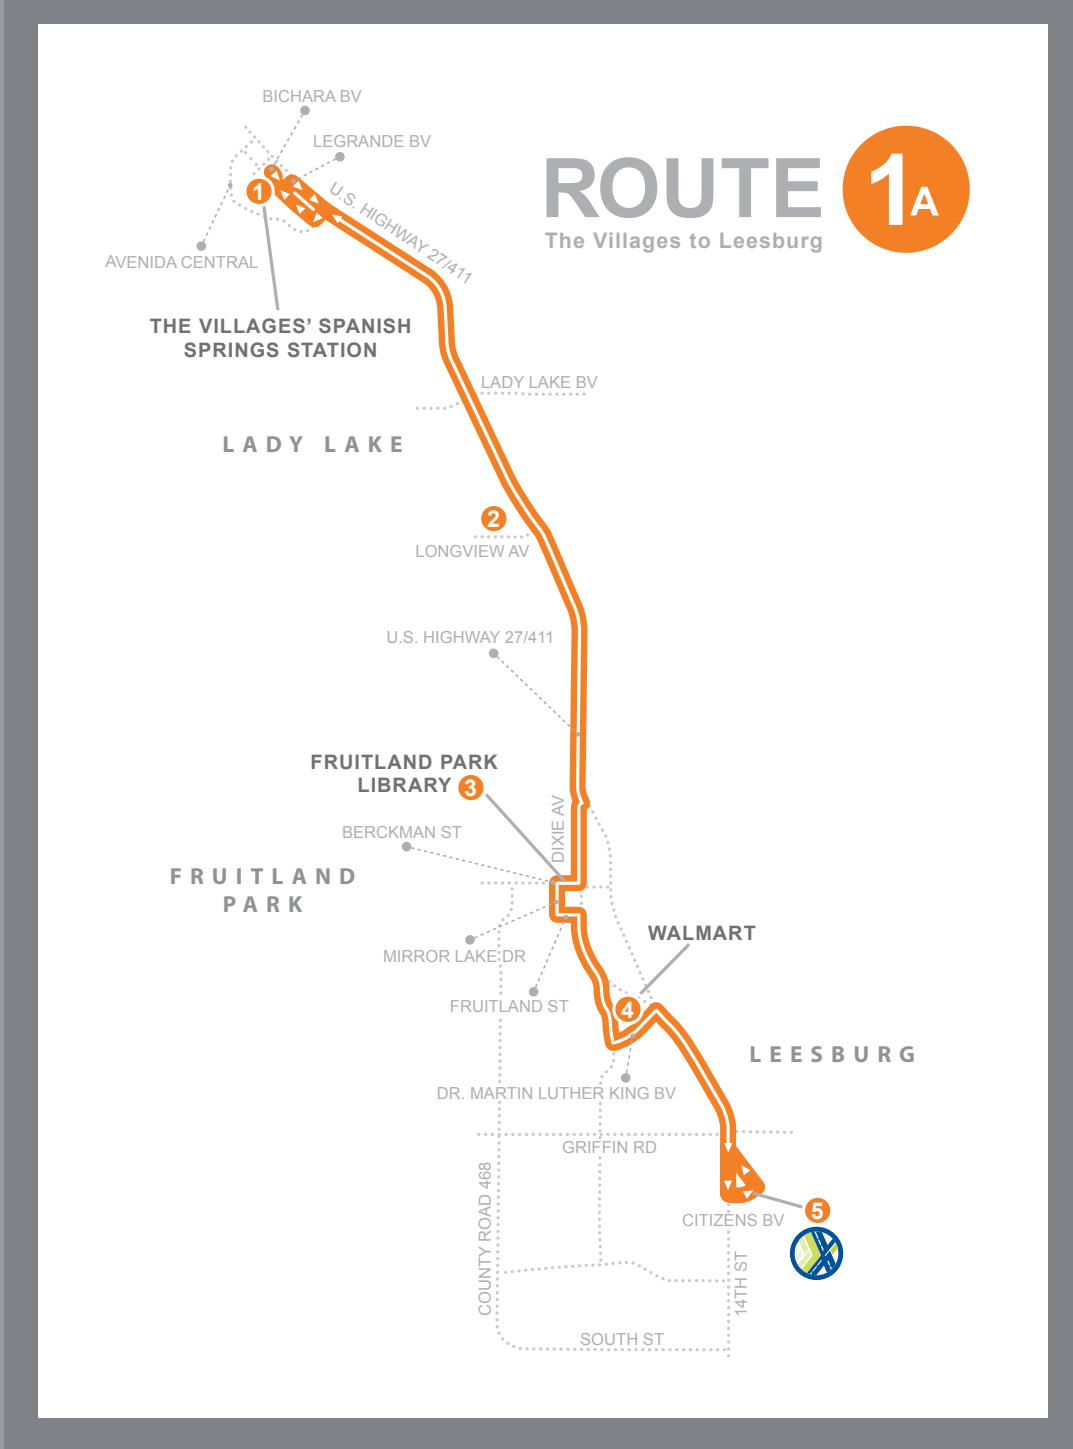 BICHARA BV
LEGRANDE BV
ROUTE 1A
The Villages to Leesburg
1
U.S. HIGHWAY 27/411
AVENIDA CENTRAL
THE VILLAGES’ SPANISH
SPRINGS STATION
LADY LAKE BV
LADY LAKE
2
LONGVIEW AV
U.S. HIGHWAY 27/411
FRUITLAND PARK
LIBRARY 3
DIXIE AV
BERCKMAN ST
FRUITLAND
PARK
WALMART
MIRROR LAKE DR
FRUITLAND ST
4
LEESBURG
DR. MARTIN LUTHER KING BV
GRIFFIN RD
COUNTY ROAD 468
5
CITIZENS BV
14TH ST
SOUTH ST